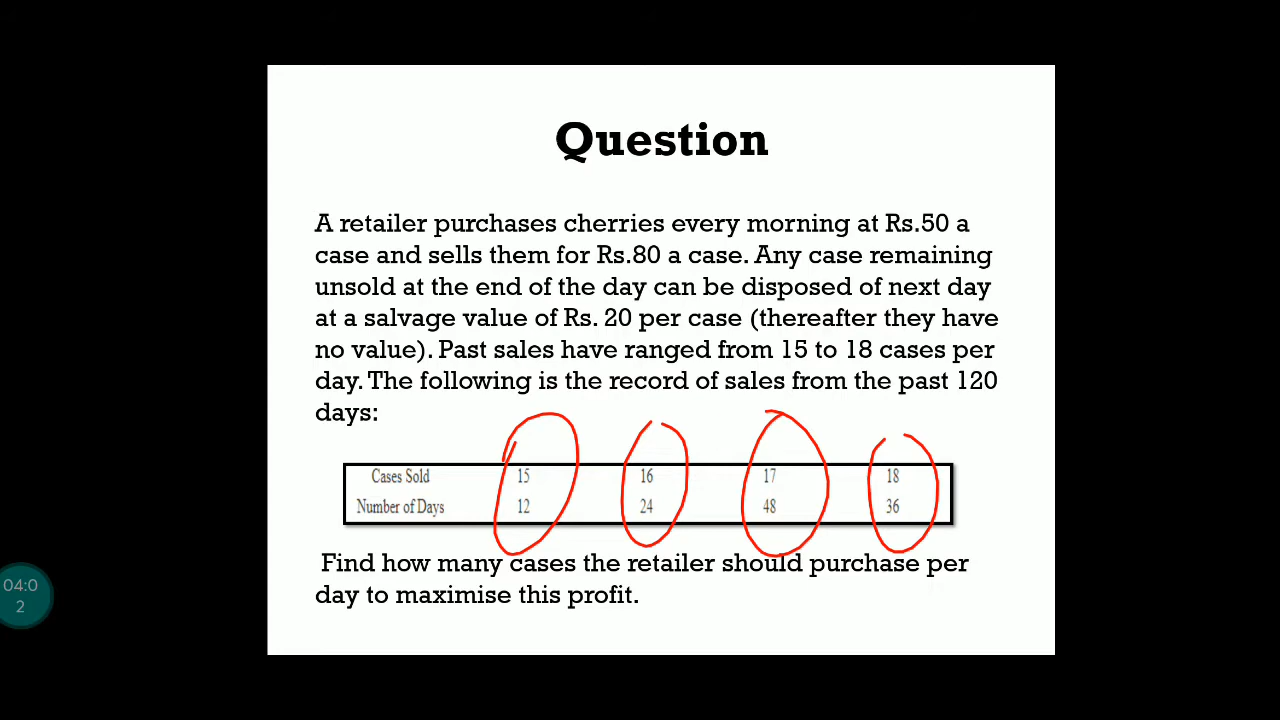 Question
A retailer purchases cherries every morning at Rs.50 a
case and sells them for Rs.80 a case. Any case remaining
unsold at the end of the day can be disposed of next day
at a salvage value of Rs. 20 per case (thereafter they have
no value). Past sales have ranged from 15 to 18 cases per
day. The following is the record of sales from the past 120
days:
Cases Sold 15 16 17 18
Number of Days 12 24 48 36
Find how many cases the retailer should purchase per
day to maximise this profit.
04:0
2